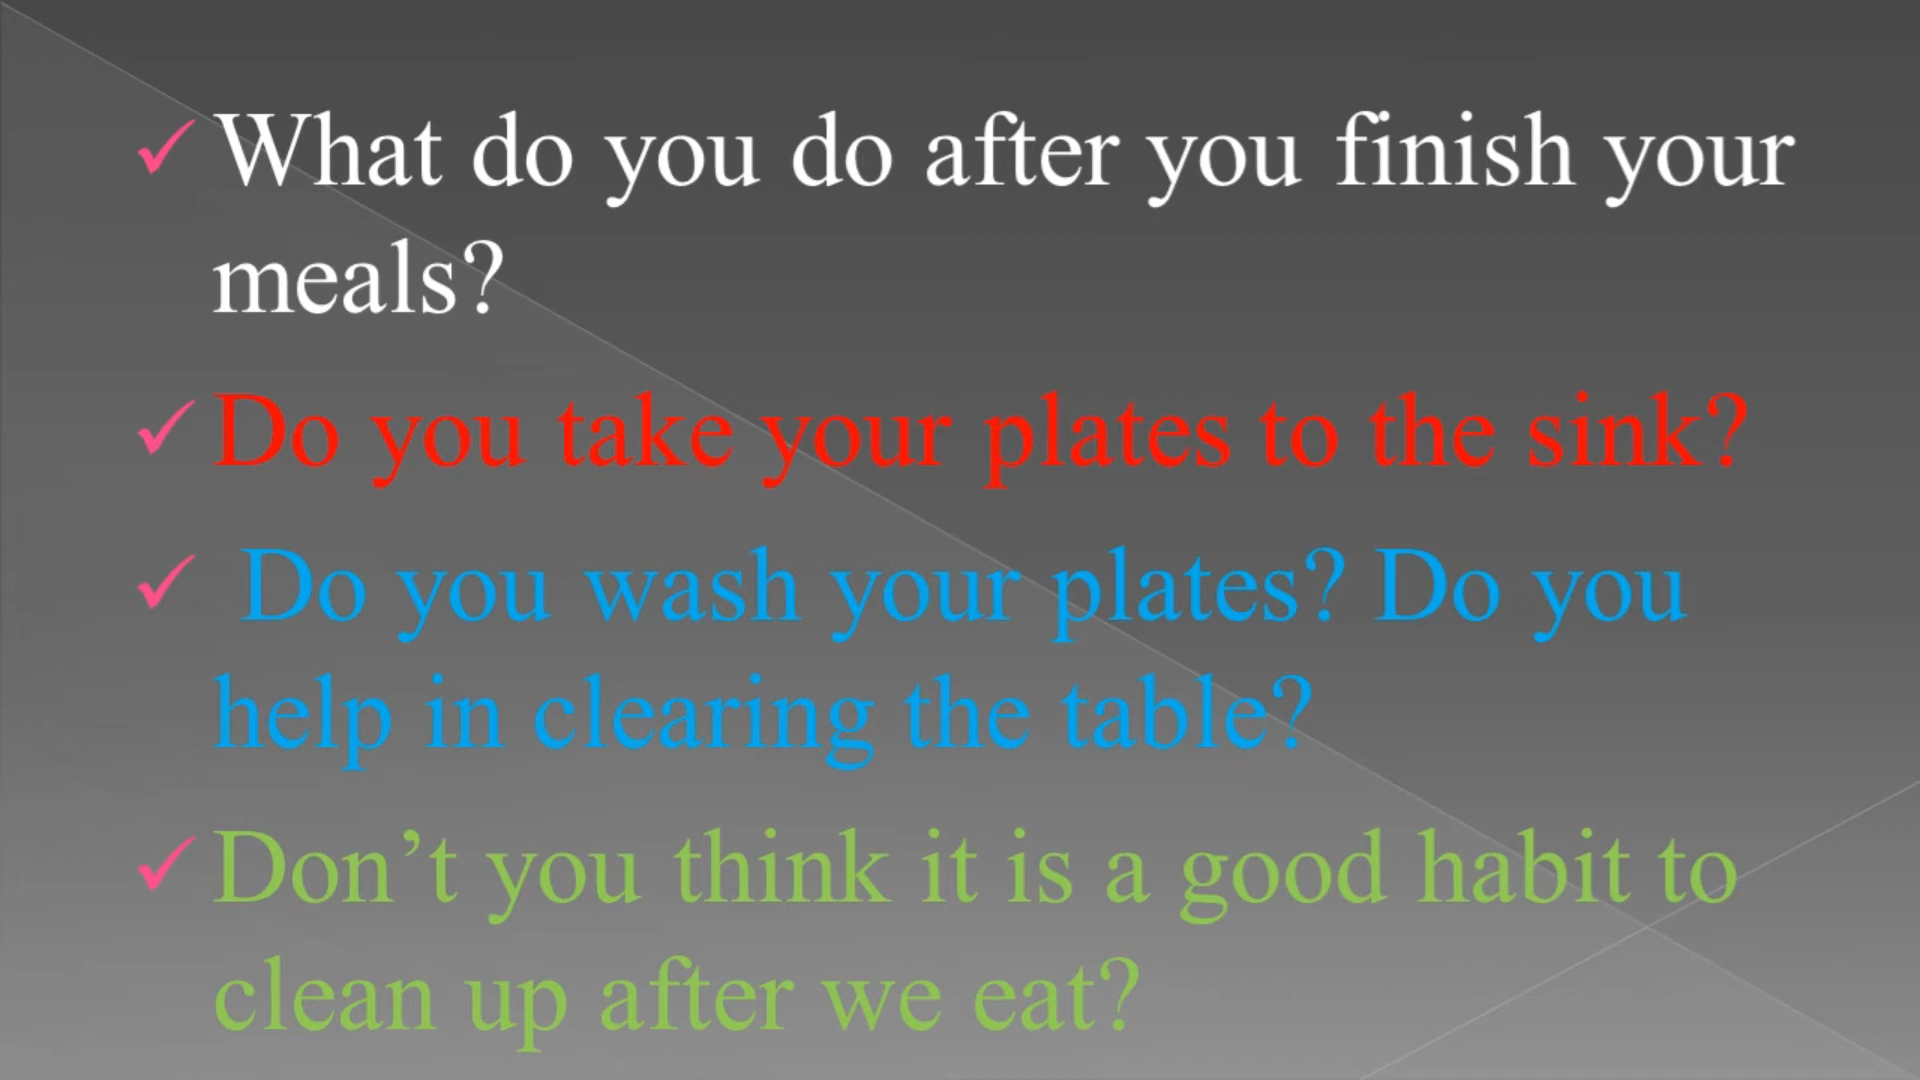 What do you do after you finish your
meals?
Do you take your plates to the sink?
Do you wash your plates? Do you
help in clearing the table?
Don’t you think it is a good habit to
clean up after we eat?